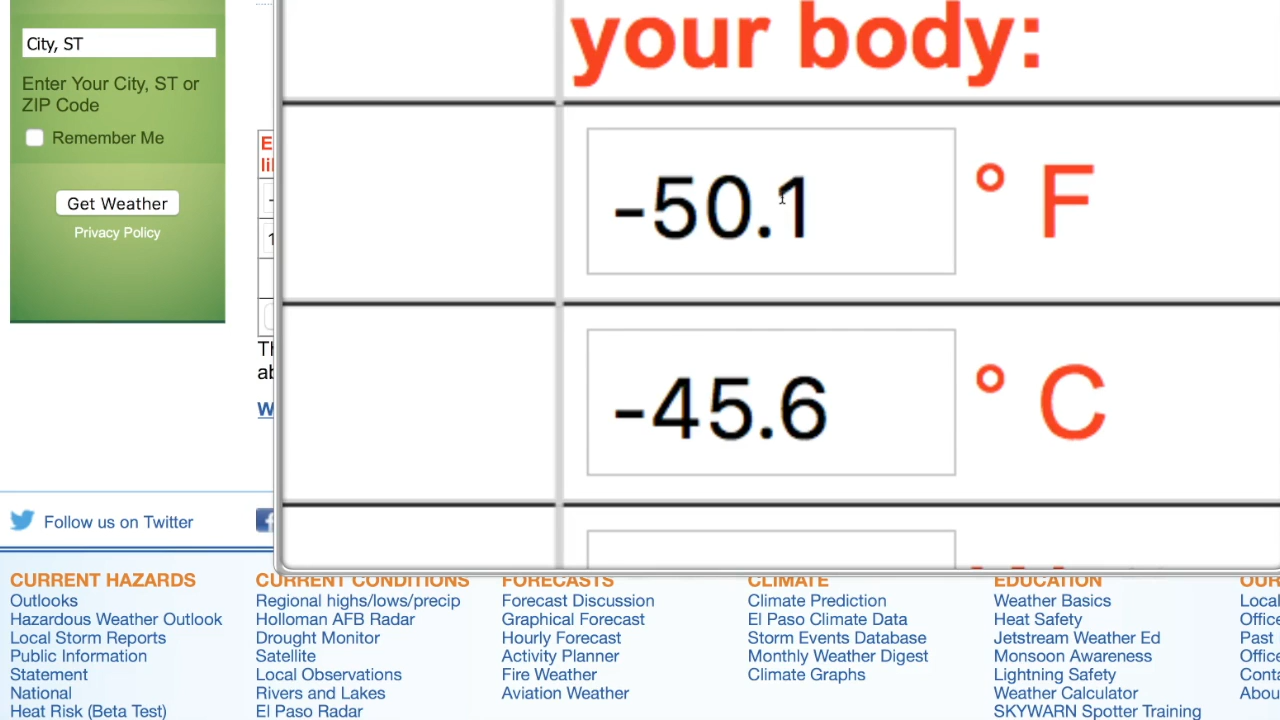 City, ST
Enter Your City, ST or
ZIP Code
Remember Me
Get Weather
Privacy Policy
your body:
-50.1 ° F
-45.6 ° C
Follow us on Twitter
CURRENT HAZARDS
Outlooks
Hazardous Weather Outlook
Local Storm Reports
Public Information
Statement
National
Heat Risk (Beta Test)
CURRENT CONDITIONS
Regional highs/lows/precip
Holloman AFB Radar
Drought Monitor
Satellite
Local Observations
Rivers and Lakes
El Paso Radar
FORECASTS
Forecast Discussion
Graphical Forecast
Hourly Forecast
Activity Planner
Fire Weather
Aviation Weather
CLIMATE
Climate Prediction
El Paso Climate Data
Storm Events Database
Monthly Weather Digest
Climate Graphs
EDUCATION
Weather Basics
Heat Safety
Jetstream Weather Ed
Monsoon Awareness
Lightning Safety
Weather Calculator
SKYWARN Spotter Training
OUR
Local
Office
Past